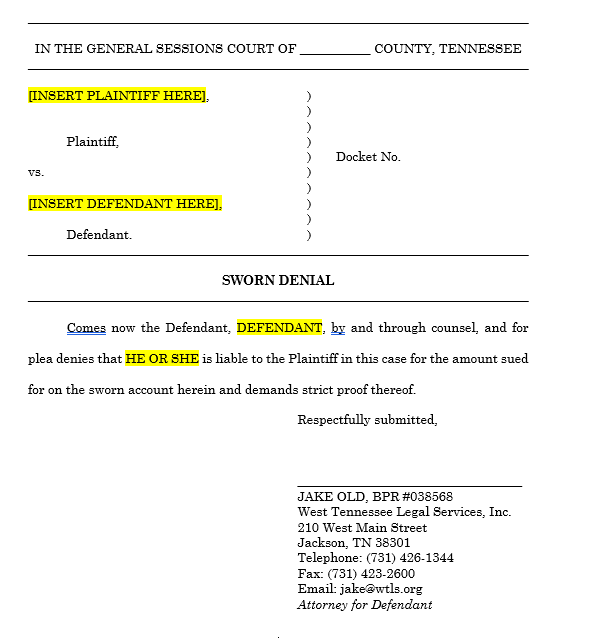 IN THE GENERAL SESSIONS COURT OF __________ COUNTY, TENNESSEE
[INSERT PLAINTIFF HERE], )
)
)
Plaintiff, )
) Docket No.
vs. )
)
[INSERT DEFENDANT HERE], )
)
Defendant. )
SWORN DENIAL
Comes now the Defendant, DEFENDANT, by and through counsel, and for
plea denies that HE OR SHE is liable to the Plaintiff in this case for the amount sued
for on the sworn account herein and demands strict proof thereof.
Respectfully submitted,
JAKE OLD, BPR #038568
West Tennessee Legal Services, Inc.
210 West Main Street
Jackson, TN 38301
Telephone: (731) 426-1344
Fax: (731) 423-2600
Email: jake@wtls.org
Attorney for Defendant